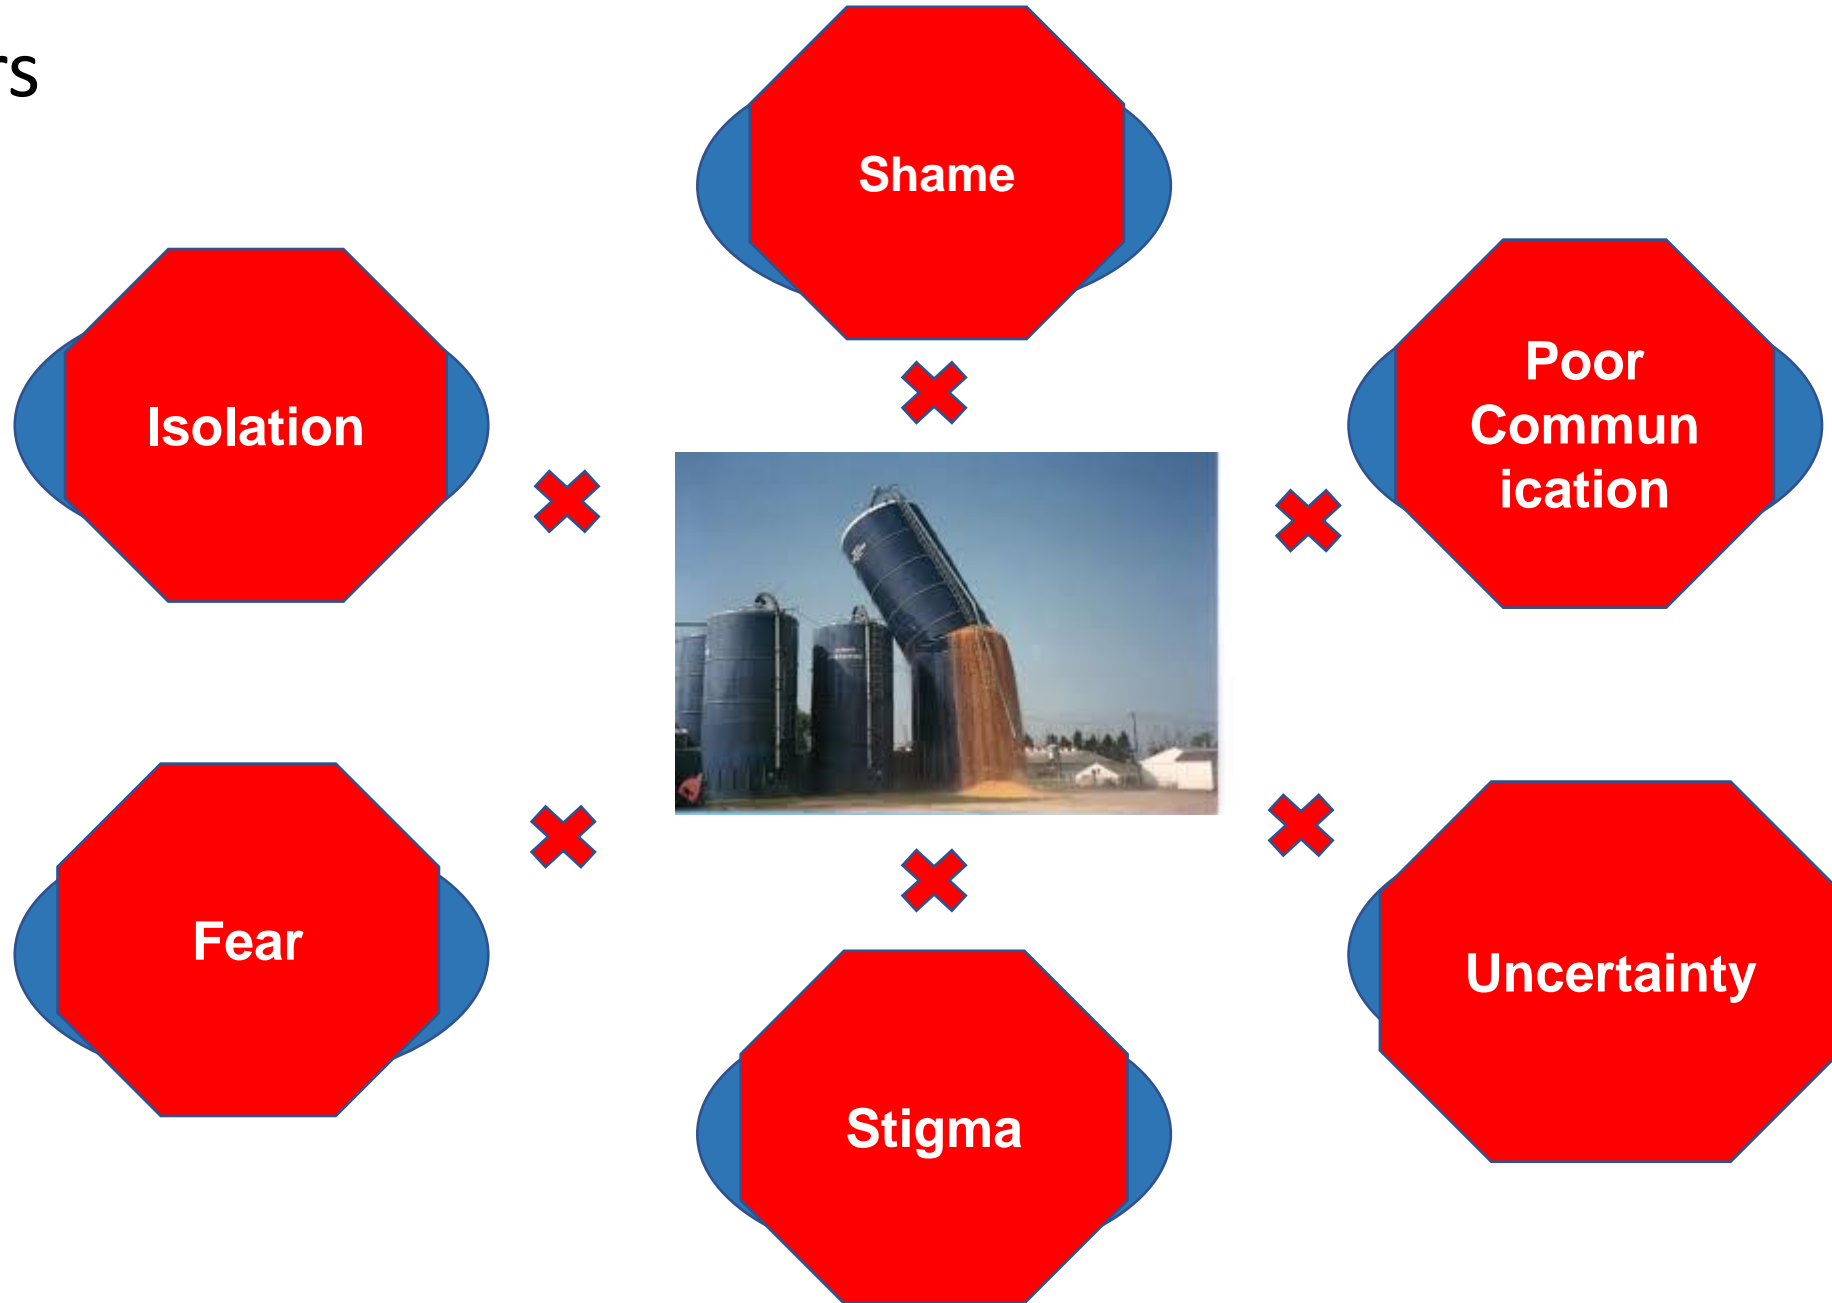 rs
Shame
Isolation
Poor
Commun
ication
Fear
Uncertainty
Stigma